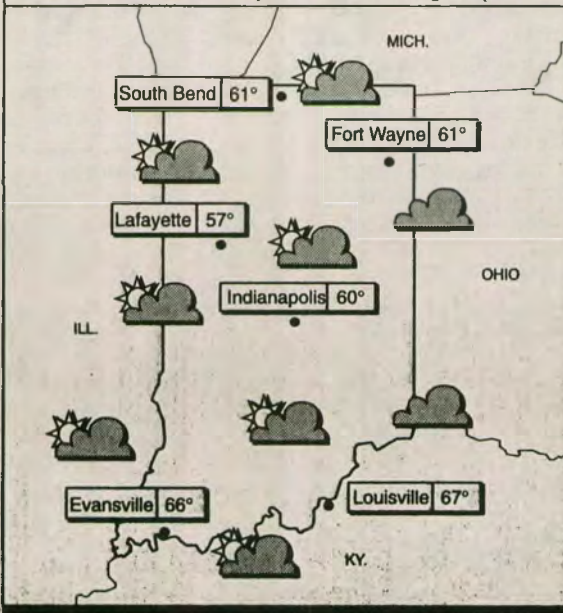 MICH.
South Bend 61°
Fort Wayne 61°
Lafayette 57°
OHIO
Indianapolis 60°
ILL.
Evansville 66°
Louisville 67°
KY.